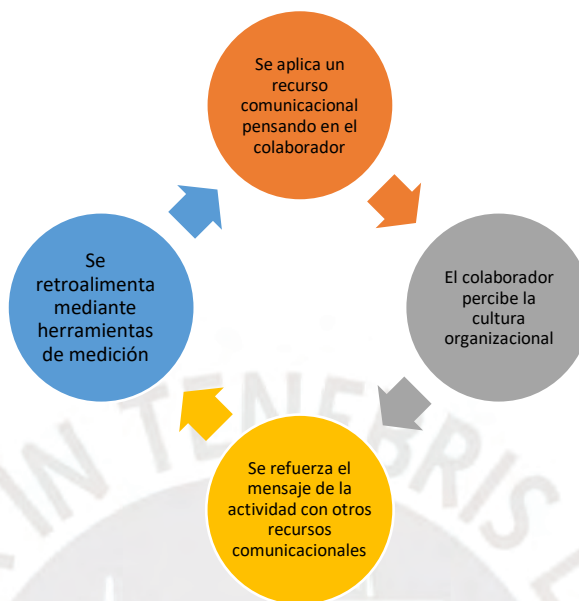 Se aplica un
recurso
comunicacional
pensando en el
colaborador
El colaborador
percibe la
cultura
organizacional
Se refuerza el
mensaje de la
actividad con otros
recursos
comunicacionales
Se
retroalimenta
mediante
herramientas
de medición
IN TENEBRIS